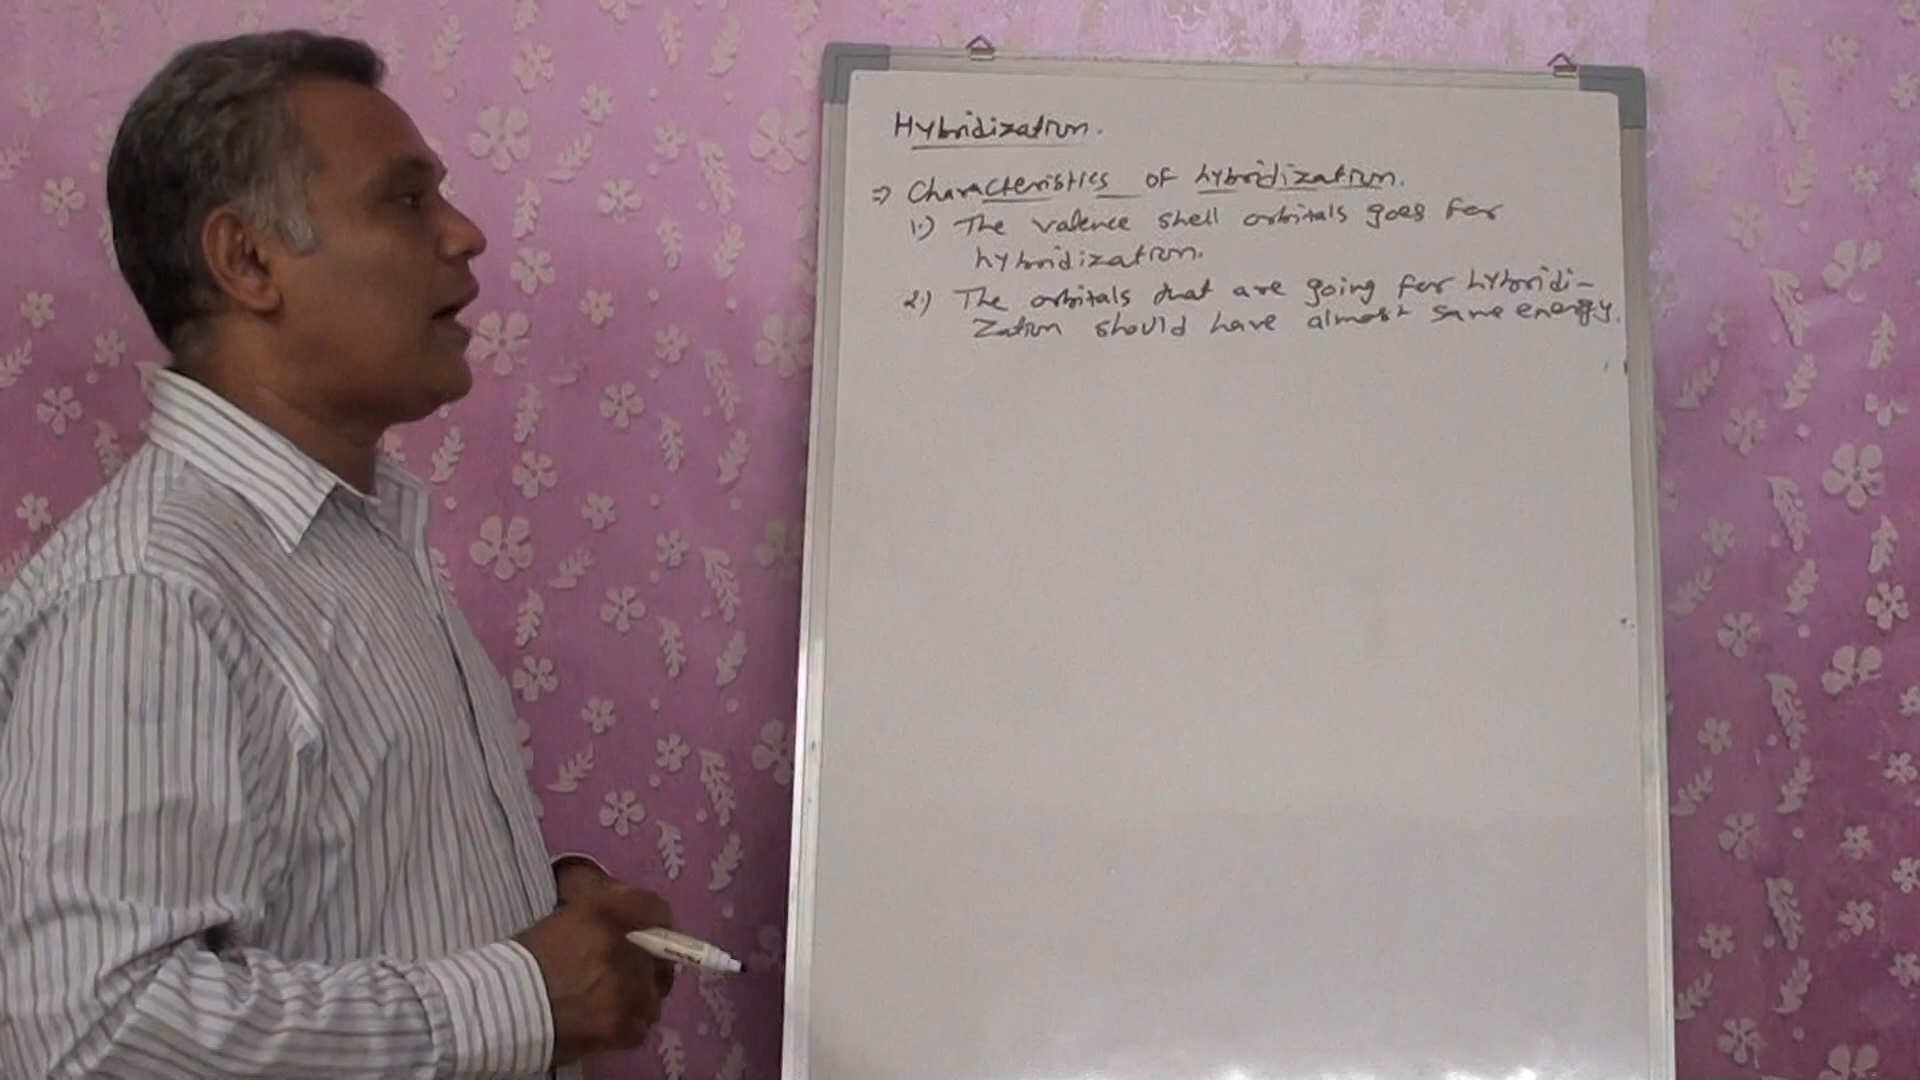 Hybridization.
⇒ Characteristics of hybridization.
1.) The valence shell orbitals goes for
hybridization.
2.) The orbitals that are going for hybridi-
zation should have almost same energy.